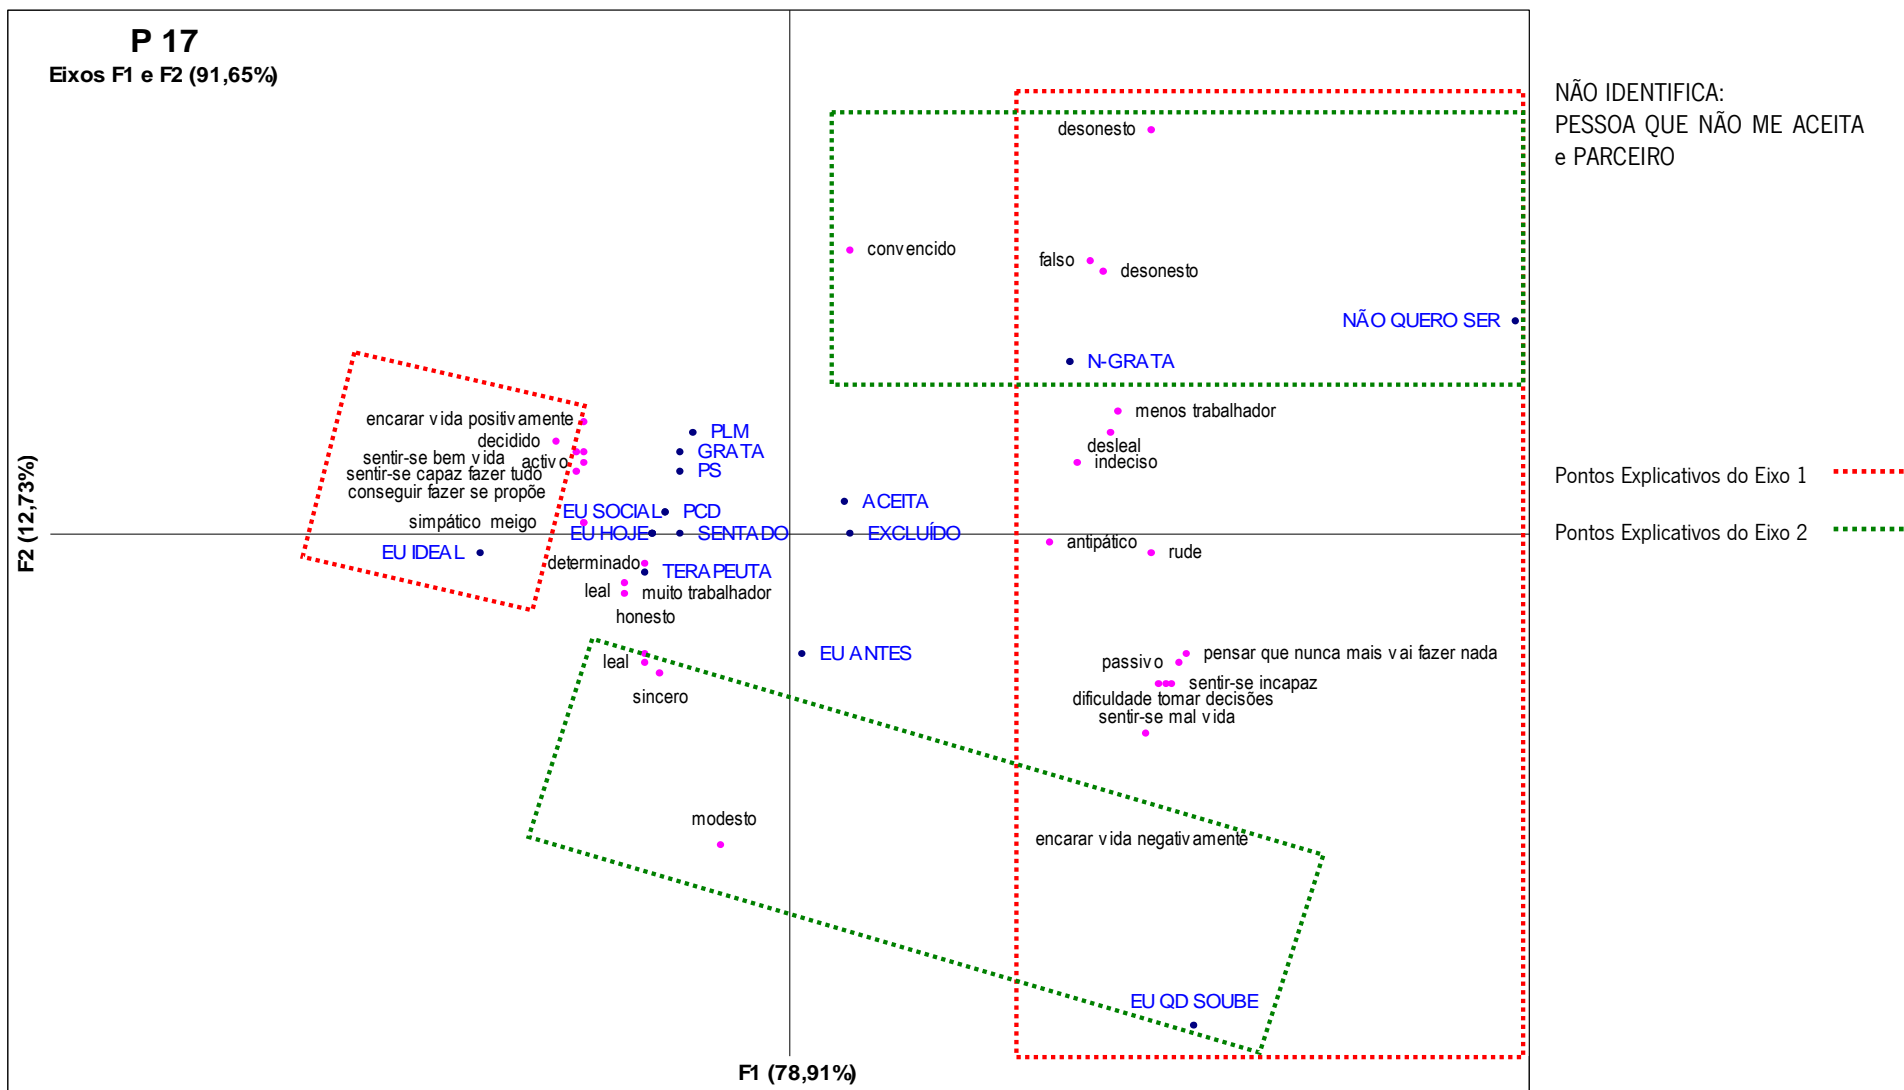 P 17
Eixos F1 e F2 (91,65%)
NÃO IDENTIFICA:
PESSOA QUE NÃO ME ACEITA
e PARCEIRO
desonesto
convencido
falso
desonesto
NÃO QUERO SER
N-GRATA
menos trabalhador
encarar vida positivamente
PLM
desleal
decidido
GRATA
sentir-se bem vida
activo
indeciso
sentir-se capaz fazer tudo
PS
conseguir fazer se propõe
Pontos Explicativos do Eixo 1
ACEITA
EU SOCIAL
PCD
simpático meigo
EU HOJE
SENTADO
EXCLUÍDO
Pontos Explicativos do Eixo 2
F2 (12,73%)
EU IDEAL
antipático
rude
determinado
TERAPEUTA
leal
muito trabalhador
honesto
EU ANTES
leal
passivo
pensar que nunca mais vai fazer nada
sincero
sentir-se incapaz
dificuldade tomar decisões
sentir-se mal vida
modesto
encarar vida negativamente
EU QD SOUBE
F1 (78,91%)